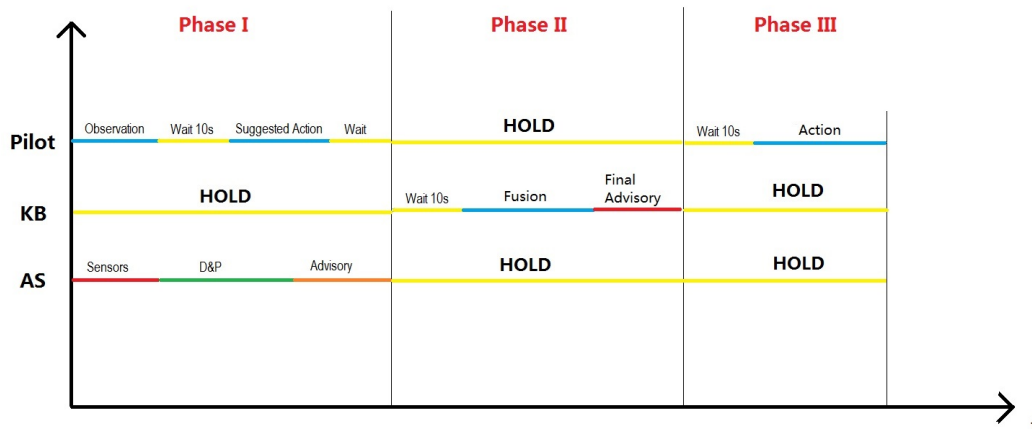 Phase I
Phase II
Phase III
Pilot
Observation
Wait 10s
Suggested Action
Wait
HOLD
Wait 10s
Action
KB
HOLD
Wait 10s
Fusion
Final
Advisory
HOLD
AS
Sensors
D&P
Advisory
HOLD
HOLD